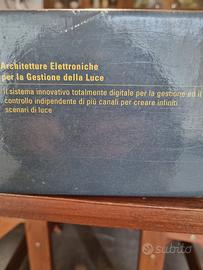 Architetture Elettroniche
per la Gestione della Luce
Il sistema innovativo totalmente digitale per la gestione ed il
controllo indipendente di più canali per creare infiniti
scenari di luce
subito